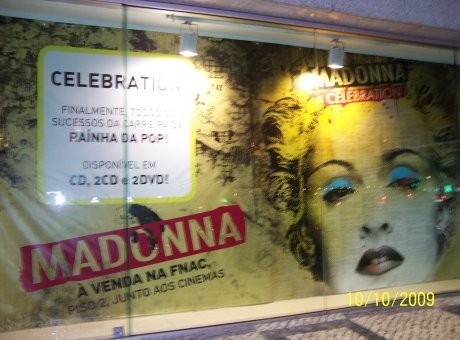 CELEBRATION
FINALMENTE, TODOS OS
SUCESSOS DA CARREIRA DA
RAÍNHA DA POP!
DISPONÍVEL EM
CD, 2CD e 2DVD!
MADONNA
À VENDA NA FNAC,
PISO 2, JUNTO AOS CINEMAS
MADONNA
CELEBRATION
10/10/2009